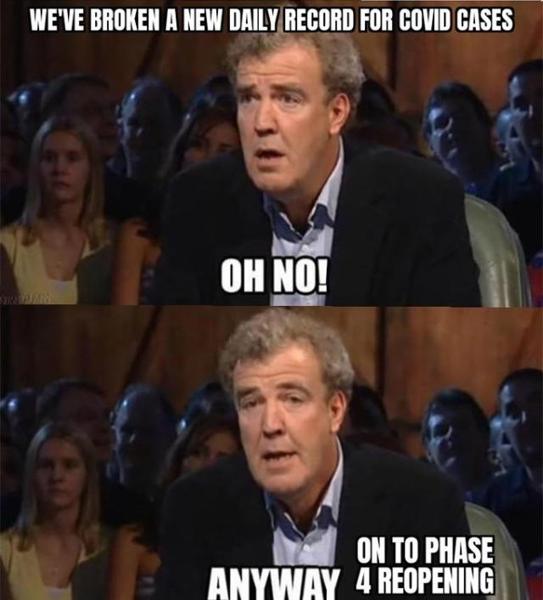 WE'VE BROKEN A NEW DAILY RECORD FOR COVID CASES
OH NO!
ON TO PHASE
ANYWAY 4 REOPENING